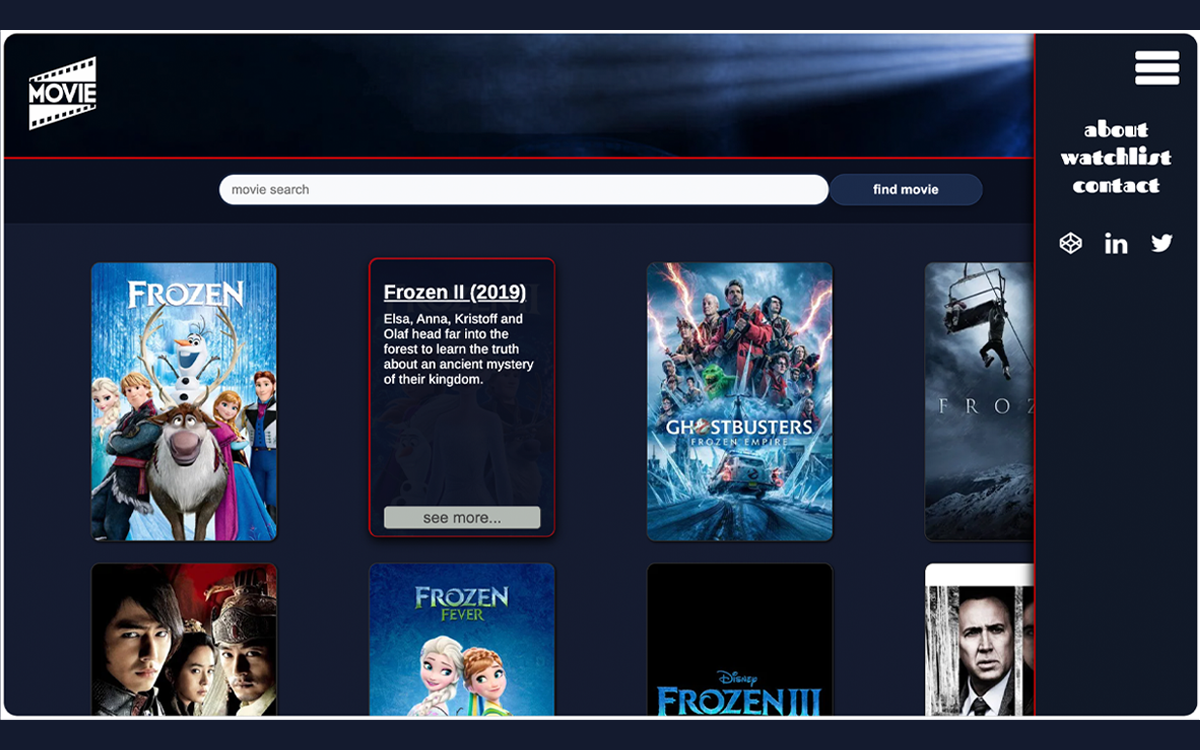 MOVIE
about
watchlist
contact
in
movie search
find movie
FROZEN
Frozen II (2019)
Elsa, Anna, Kristoff and
Olaf head far into the
forest to learn the truth
about an ancient mystery
of their kingdom.
see more...
GHOSTBUSTERS
FROZEN EMPIRE
FROZ
FROZEN
FEVER
Disney
FROZEN III